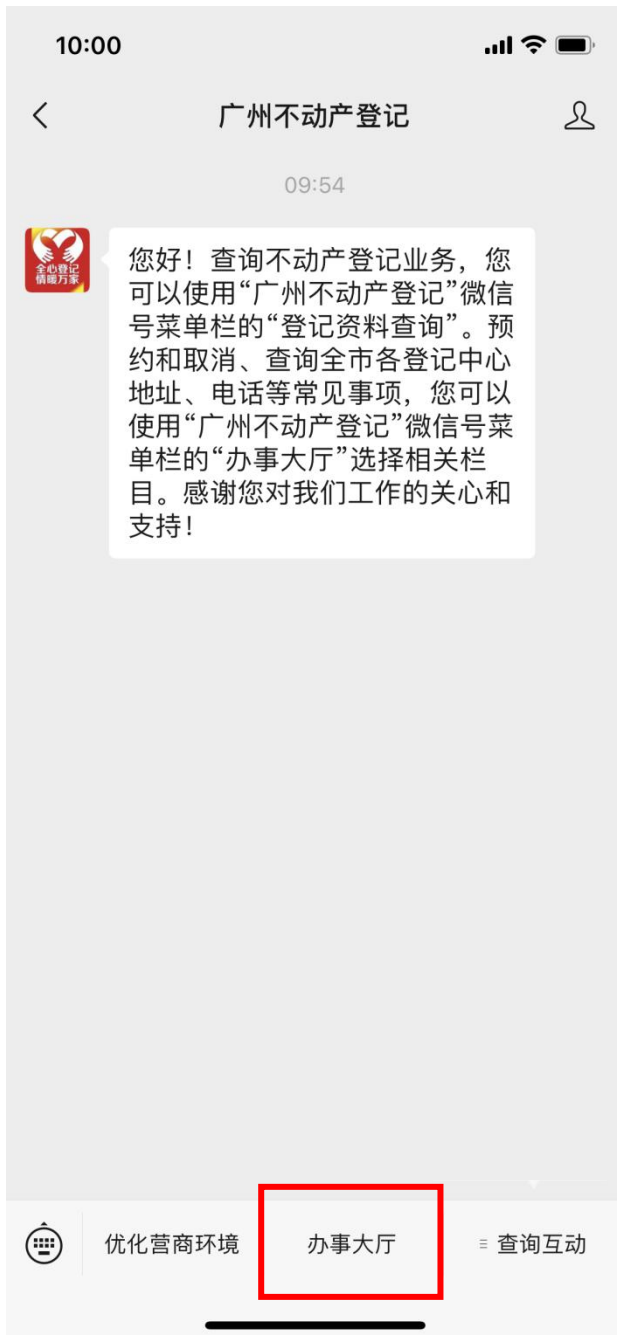 10:00
广州不动产登记
09:54
全心登记
情暖万家
您好！查询不动产登记业务，您
可以使用“广州不动产登记”微信
号菜单栏的“登记资料查询”。预
约和取消、查询全市各登记中心
地址、电话等常见事项，您可以
使用“广州不动产登记”微信号菜
单栏的“办事大厅”选择相关栏
目。感谢您对我们工作的关心和
支持！
优化营商环境 办事大厅 查询互动